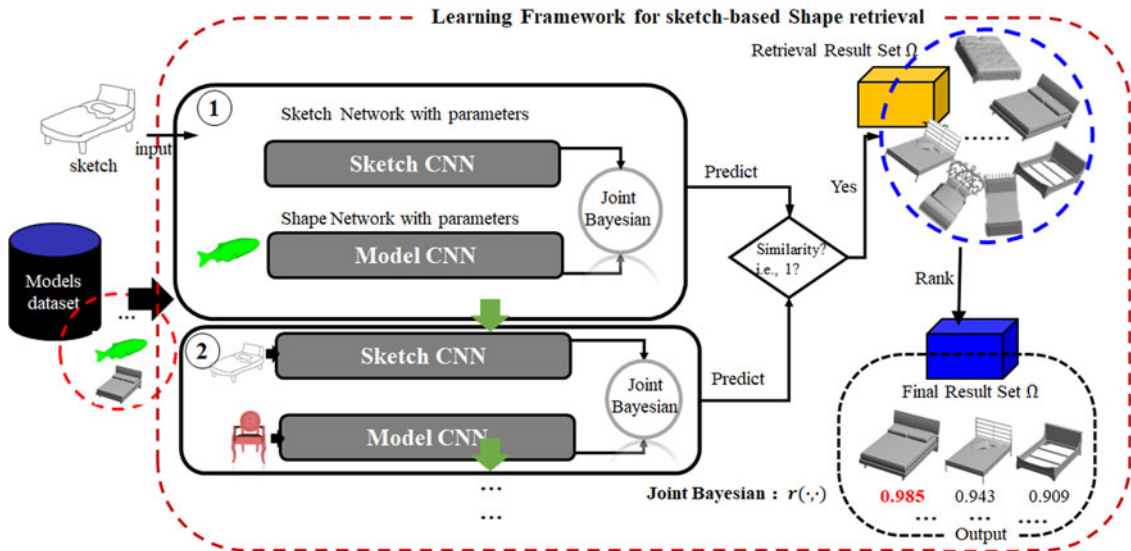 Learning Framework for sketch-based Shape retrieval
Retrieval Result Set Ω
1
Sketch Network with parameters
sketch
input
Sketch CNN
Joint
Bayesian
Predict
Yes
......
Shape Network with parameters
Model CNN
Similarity?
i.e., 1?
Models
dataset
...
Rank
2
Sketch CNN
Joint
Bayesian
Predict
Model CNN
Final Result Set Ω
...
...
Joint Bayesian : r(·,·)
0.985 0.943 0.909
... ... ....
Output